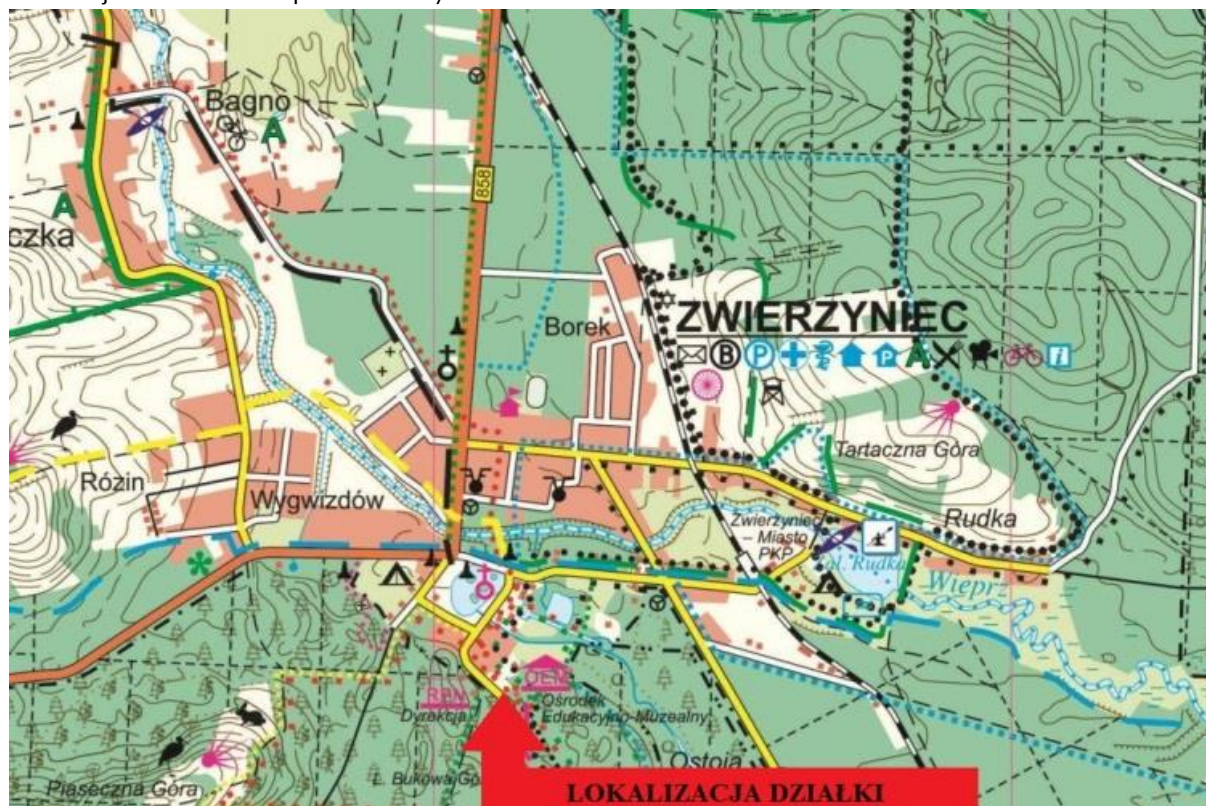 Bagno
858
czka
Borek
ZWIERZYNIEC
B P P A i
A
A
Tartaczna Góra
Rózin
Wygwizdów
Zwierzyniec
– Miasto
PKP
Rudka
Rudka
Wieprz
RPN
Dyrekcja
OEM
Ośrodek
Edukacyjno-Muzealny
Ostoja
Piaseczna Góra
LOKALIZACJA DZIAŁKI